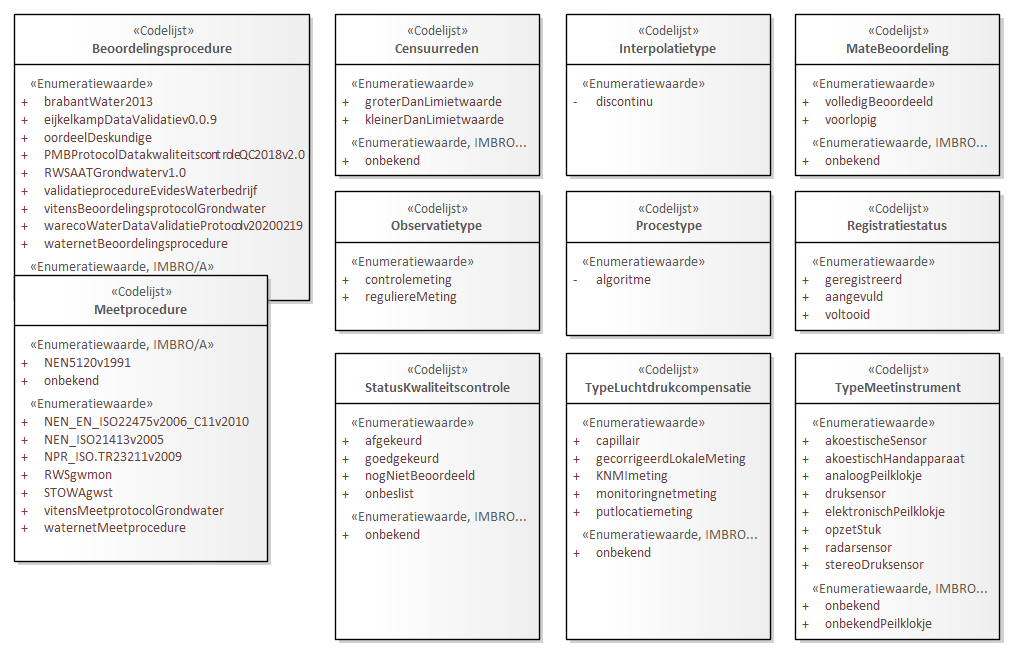 «Codelijst»
Beoordelingsprocedure
«Enumeratiewaarde»
+ brabantWater2013
+ eijkelkampDataValidatiev0.0.9
+ oordeelDeskundige
+ PMBProtocolDatakwaliteitscontroleQC2018v2.0
+ RWSAATGrondwaterv1.0
+ validatieprocedureEvidesWaterbedrijf
+ vitensBeoordelingsprotocolGrondwater
+ warecoWaterDataValidatieProtocolv20200219
+ waternetBeoordelingsprocedure
«Enumeratiewaarde, IMBRO/A»
«Codelijst»
Meetprocedure
«Enumeratiewaarde, IMBRO/A»
+ NEN5120v1991
+ onbekend
«Enumeratiewaarde»
+ NEN_EN_ISO22475v2006_C11v2010
+ NEN_ISO21413v2005
+ NPR_ISO.TR23211v2009
+ RWSgwmon
+ STOWAgwst
+ vitensMeetprotocolGrondwater
+ waternetMeetprocedure
«Codelijst»
Censuurreden
«Enumeratiewaarde»
+ groterDanLimietwaarde
+ kleinerDanLimietwaarde
«Enumeratiewaarde, IMBRO...
+ onbekend
«Codelijst»
Interpolatietype
«Enumeratiewaarde»
- discontinu
«Codelijst»
MateBeoordeling
«Enumeratiewaarde»
+ volledigBeoordeeld
+ voorlopig
«Enumeratiewaarde, IMBRO...
+ onbekend
«Codelijst»
Observatietype
«Enumeratiewaarde»
+ controlemeting
+ reguliereMeting
«Codelijst»
Procestype
«Enumeratiewaarde»
- algoritme
«Codelijst»
Registratiestatus
«Enumeratiewaarde»
+ geregistreerd
+ aangevuld
+ voltooid
«Codelijst»
StatusKwaliteitscontrole
«Enumeratiewaarde»
+ afgekeurd
+ goedgekeurd
+ nogNietBeoordeeld
+ onbeslist
«Enumeratiewaarde, IMBRO...
+ onbekend
«Codelijst»
TypeLuchtdrukcompensatie
«Enumeratiewaarde»
+ capillair
+ gecorrigeerdLokaleMeting
+ KNMImeting
+ monitoringnetmeting
+ putlocatiemeting
«Enumeratiewaarde, IMBRO...
+ onbekend
«Codelijst»
TypeMeetinstrument
«Enumeratiewaarde»
+ akoestischeSensor
+ akoestischHandapparaat
+ analoogPeilklokje
+ druksensor
+ elektronischPeilklokje
+ opzetStuk
+ radarsensor
+ stereoDruksensor
«Enumeratiewaarde, IMBRO...
+ onbekend
+ onbekendPeilklokje